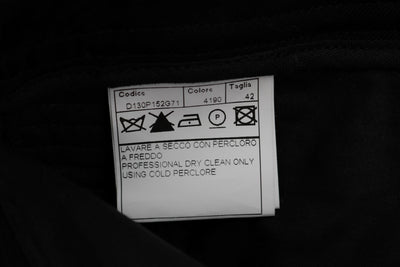 Codice Colore Taglia
D130P152G71 4190 42
P
LAVARE A SECCO CON PERCLORO
A FREDDO
PROFESSIONAL DRY CLEAN ONLY
USING COLD PERCLORE